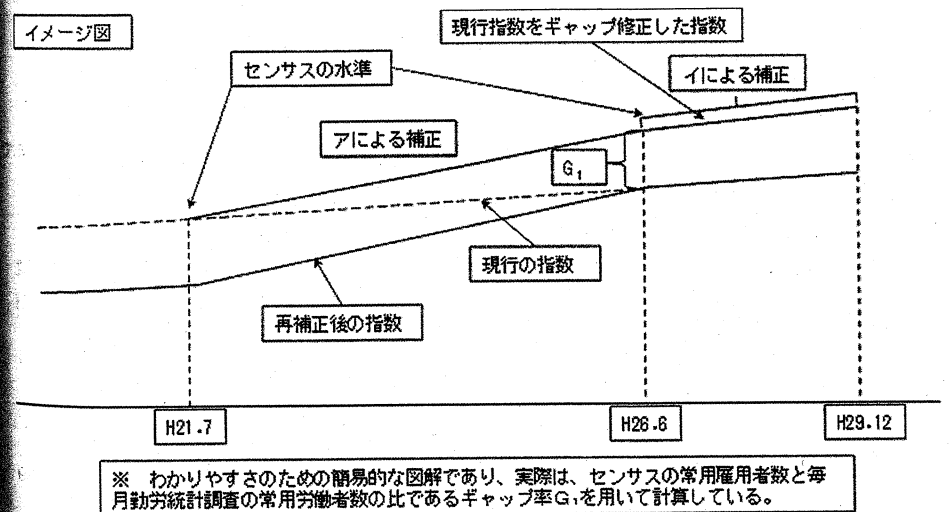 イメージ図
現行指数をギャップ修正した指数
センサスの水準
イによる補正
アによる補正
G₁
現行の指数
再補正後の指数
H21.7
H26.6
H29.12
※ わかりやすさのための簡易的な図解であり、実際は、センサスの常用雇用者数と毎
月勤労統計調査の常用労働者数の比であるギャップ率G₁を用いて計算している。